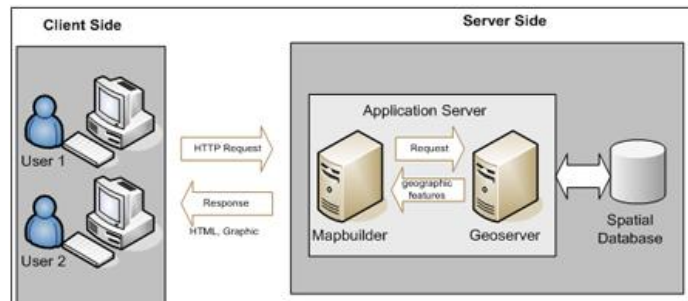 Client Side
Server Side
Application Server
User 1
HTTP Request
Request
geographic
features
Response
HTML, Graphic
Mapbuilder
Geoserver
Spatial
Database
User 2